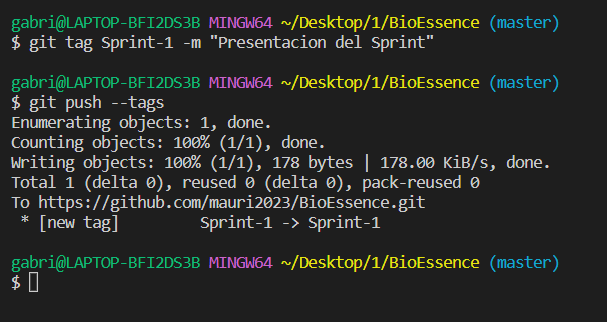 gabri@LAPTOP-BFI2DS3B MINGW64 ~/Desktop/1/BioEssence (master)
$ git tag Sprint-1 -m "Presentacion del Sprint"
gabri@LAPTOP-BFI2DS3B MINGW64 ~/Desktop/1/BioEssence (master)
$ git push --tags
Enumerating objects: 1, done.
Counting objects: 100% (1/1), done.
Writing objects: 100% (1/1), 178 bytes | 178.00 KiB/s, done.
Total 1 (delta 0), reused 0 (delta 0), pack-reused 0
To https://github.com/mauri2023/BioEssence.git
 * [new tag]         Sprint-1 -> Sprint-1
gabri@LAPTOP-BFI2DS3B MINGW64 ~/Desktop/1/BioEssence (master)
$